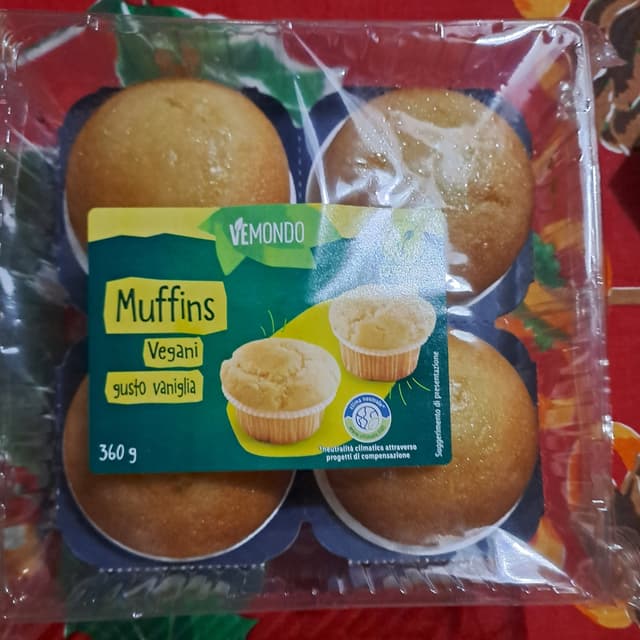 VEMONDO
Muffins
Vegani
gusto vaniglia
360 g
Neutralità climatica attraverso
progetti di compensazione
Suggerimento di presentazione